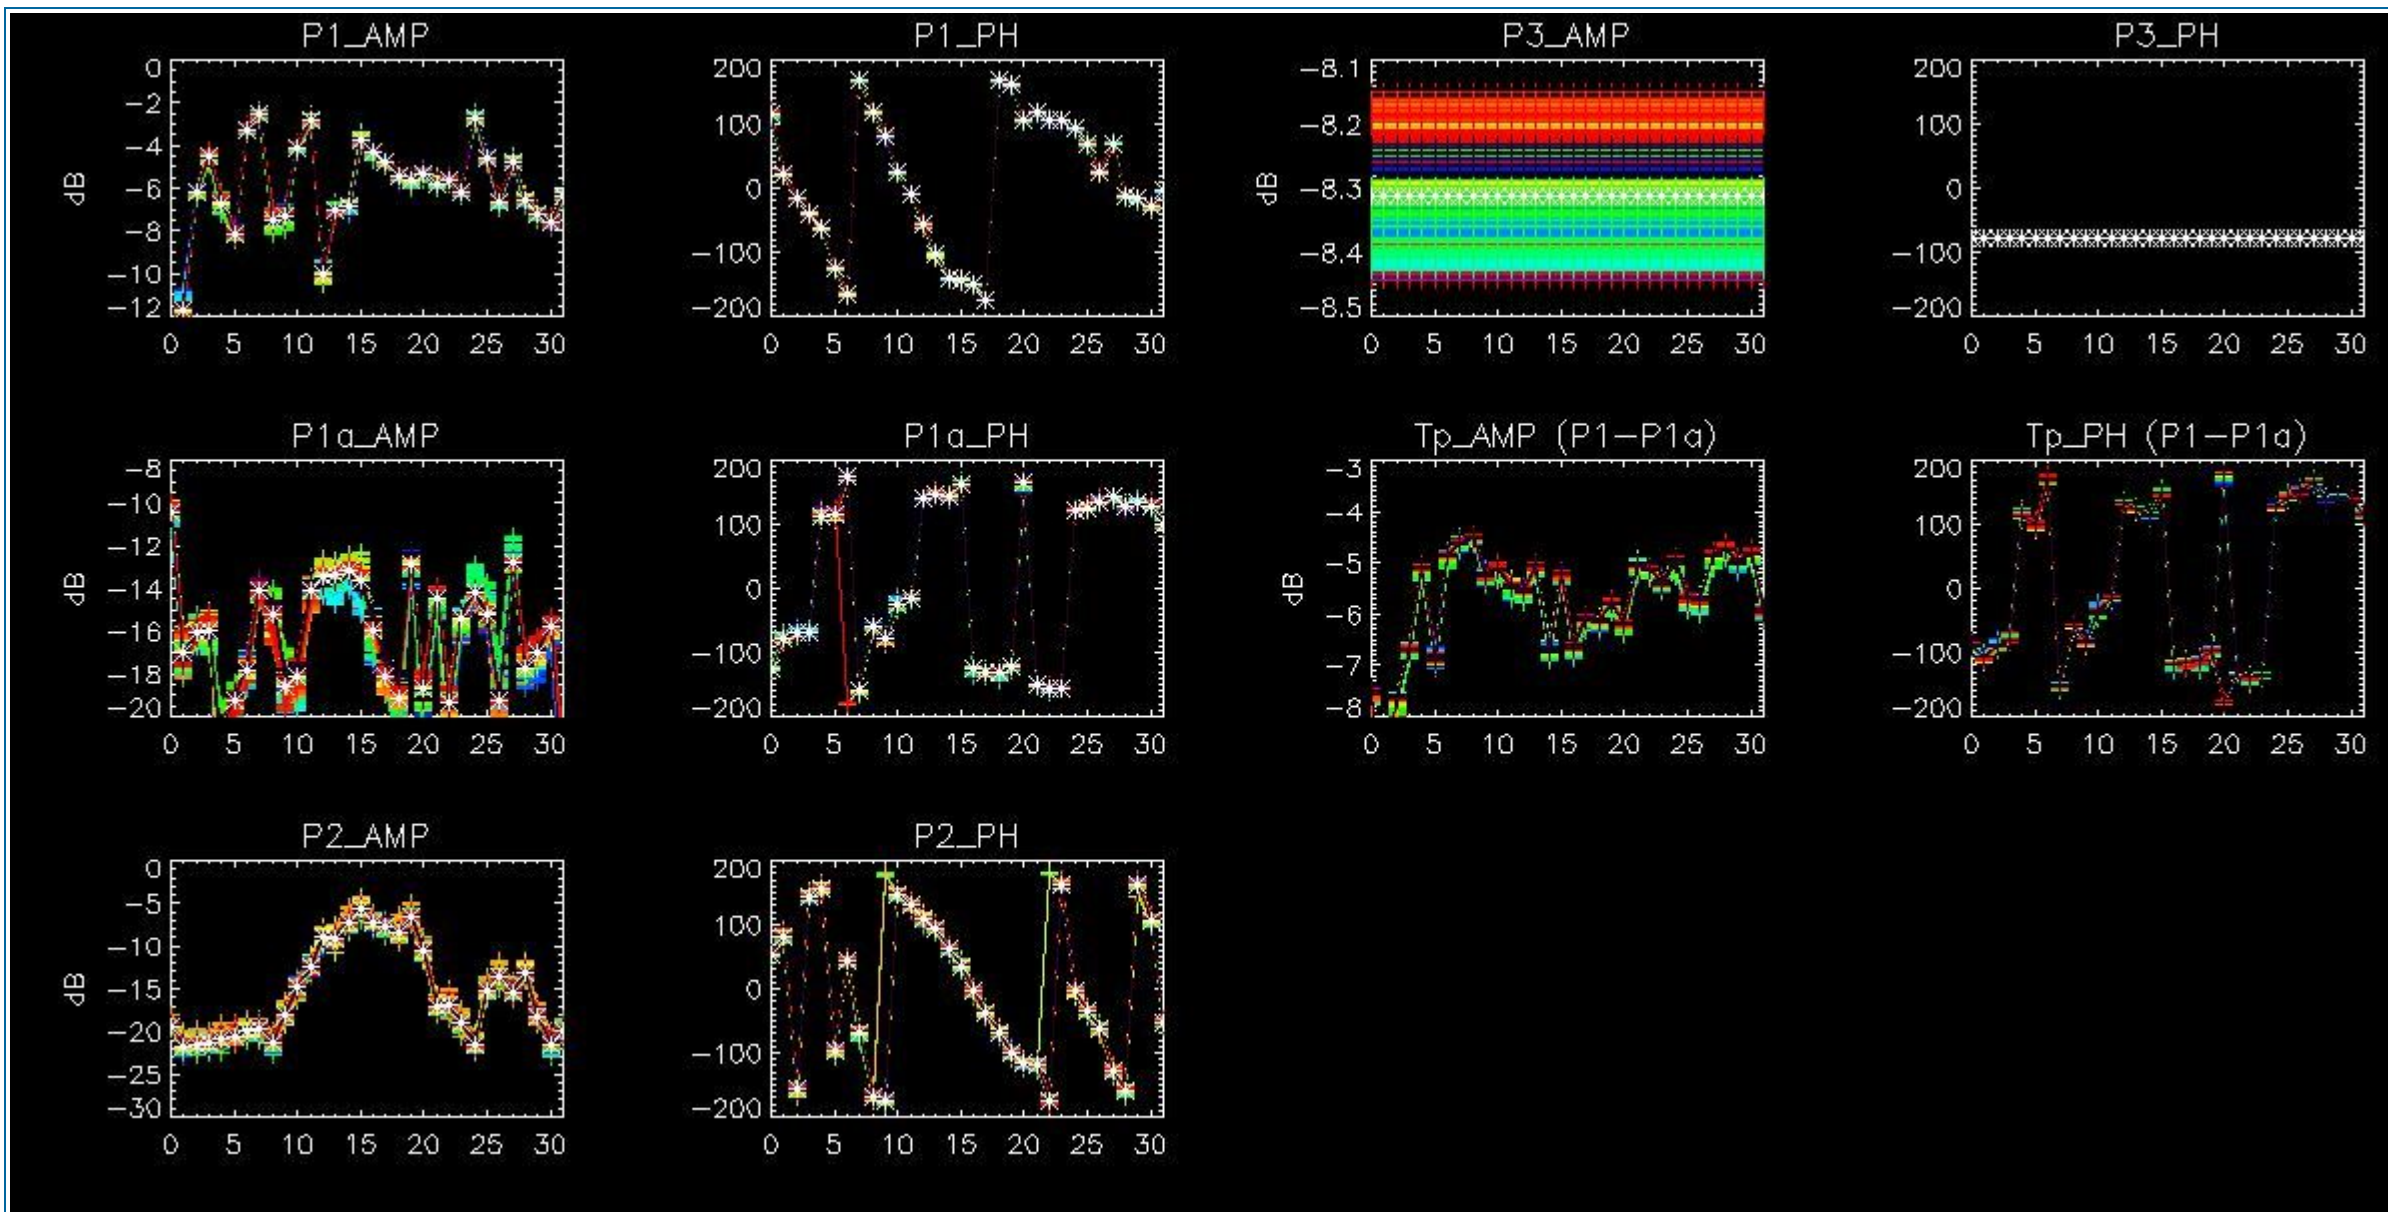 P1_AMP
0
−2
−4
−6
−8
−10
−12
dB
0 5 10 15 20 25 30
P1_PH
200
100
0
−100
−200
0 5 10 15 20 25 30
P3_AMP
−8.1
−8.2
−8.3
−8.4
−8.5
dB
0 5 10 15 20 25 30
P3_PH
200
100
0
−100
−200
0 5 10 15 20 25 30
P1a_AMP
−8
−10
−12
−14
−16
−18
−20
dB
0 5 10 15 20 25 30
P1a_PH
200
100
0
−100
−200
0 5 10 15 20 25 30
Tp_AMP (P1−P1a)
−3
−4
−5
−6
−7
−8
dB
0 5 10 15 20 25 30
Tp_PH (P1−P1a)
200
100
0
−100
−200
0 5 10 15 20 25 30
P2_AMP
0
−5
−10
−15
−20
−25
−30
dB
0 5 10 15 20 25 30
P2_PH
200
100
0
−100
−200
0 5 10 15 20 25 30